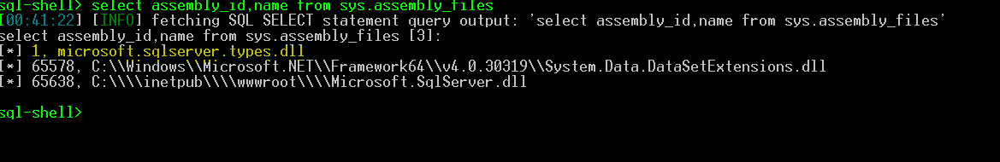 sql-shell> select assembly_id,name from sys.assembly_files
[00:41:22] [INFO] fetching SQL SELECT statement query output: 'select assembly_id,name from sys.assembly_files'
select assembly_id,name from sys.assembly_files [3]:
[*] 1, microsoft.sqlserver.types.dll
[*] 65578, C:\\Windows\\Microsoft.NET\\Framework64\\v4.0.30319\\System.Data.DataSetExtensions.dll
[*] 65638, C:\\\\inetpub\\\\wwwroot\\\\Microsoft.SqlServer.dll
sql-shell>